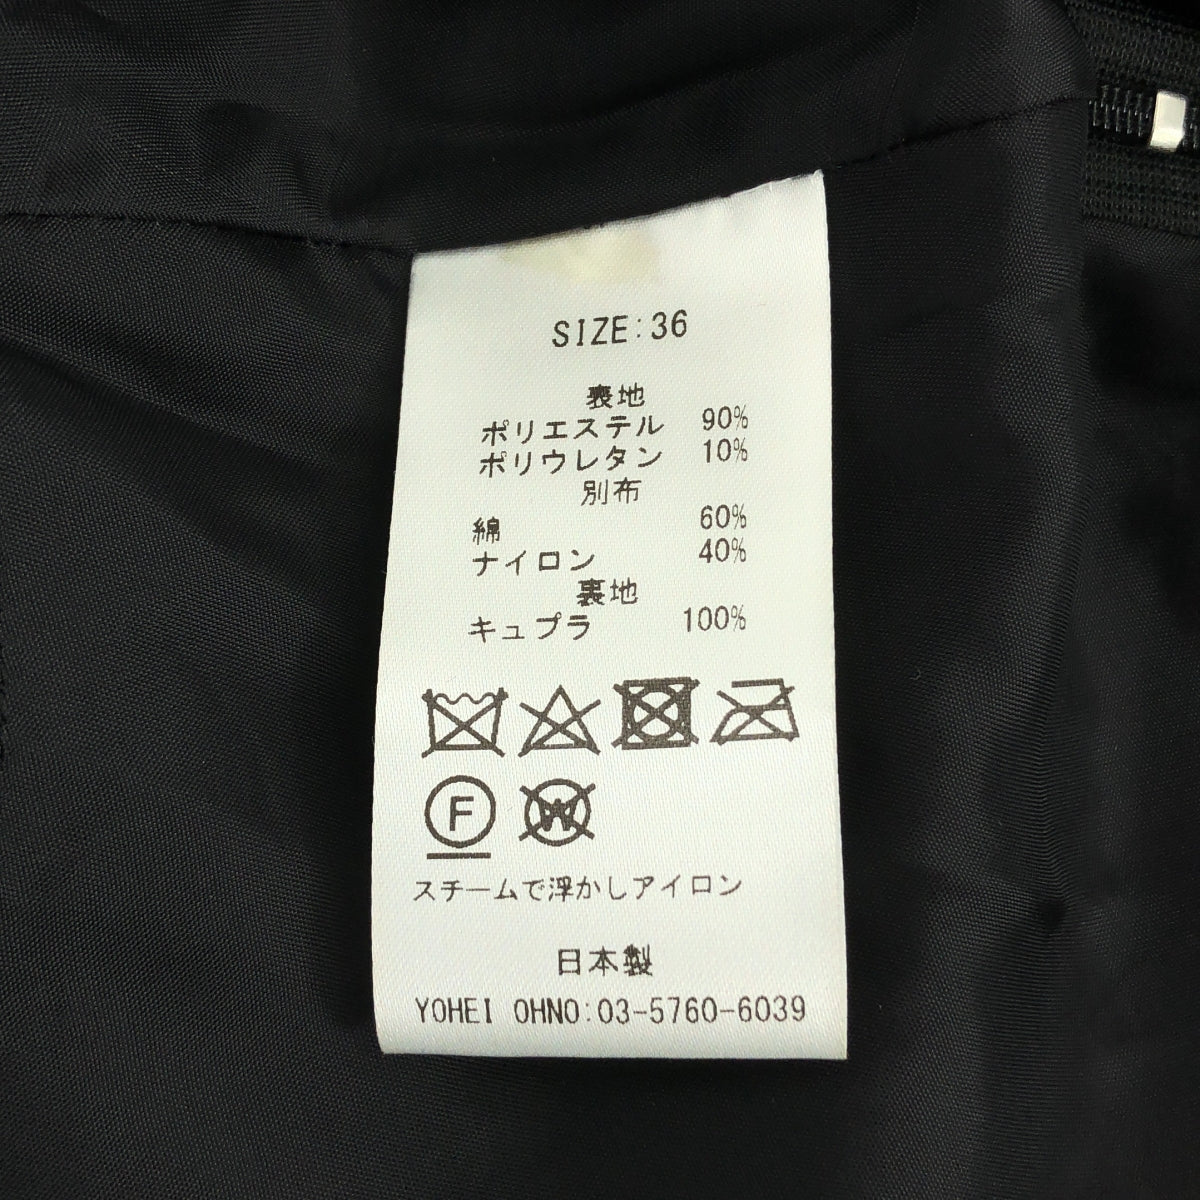 SIZE:36
表地
ポリエステル 90%
ポリウレタン 10%
別布
綿 60%
ナイロン 40%
裏地
キュプラ 100%
F W
スチームで浮かしアイロン
日本製
YOHEI OHNO:03-5760-6039